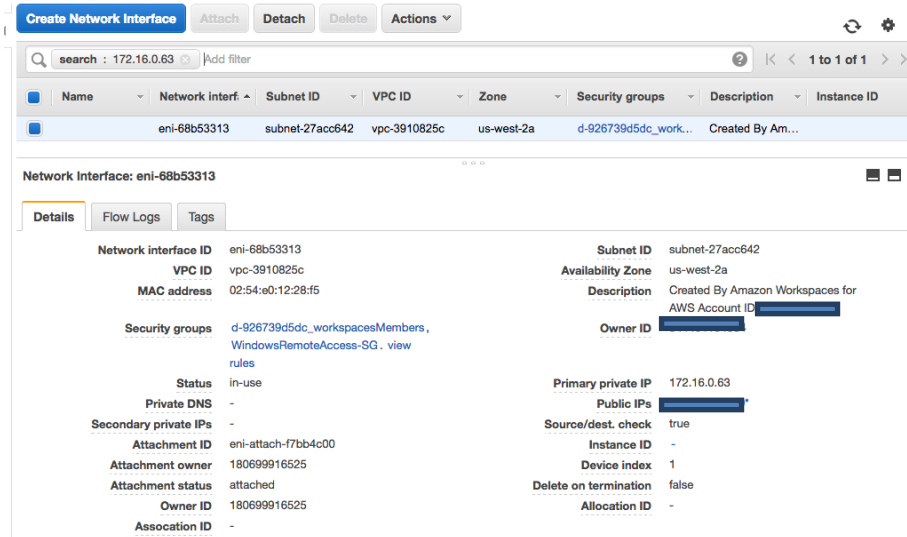 Create Network Interface Attach Detach Delete Actions
search : 172.16.0.63 Add filter 1 to 1 of 1
Name Network interf Subnet ID VPC ID Zone Security groups Description Instance ID
eni-68b53313 subnet-27acc642 vpc-3910825c us-west-2a d-926739d5dc_work... Created By Am...
Network Interface: eni-68b53313
Details Flow Logs Tags
Network interface ID eni-68b53313 Subnet ID subnet-27acc642
VPC ID vpc-3910825c Availability Zone us-west-2a
MAC address 02:54:e0:12:28:f5 Description Created By Amazon Workspaces for
AWS Account ID
Security groups d-926739d5dc_workspacesMembers, Owner ID
WindowsRemoteAccess-SG. view
rules
Status in-use Primary private IP 172.16.0.63
Private DNS - Public IPs
Secondary private IPs - Source/dest. check true
Attachment ID eni-attach-f7bb4c00 Instance ID -
Attachment owner 180699916525 Device index 1
Attachment status attached Delete on termination false
Owner ID 180699916525 Allocation ID -
Assocation ID -